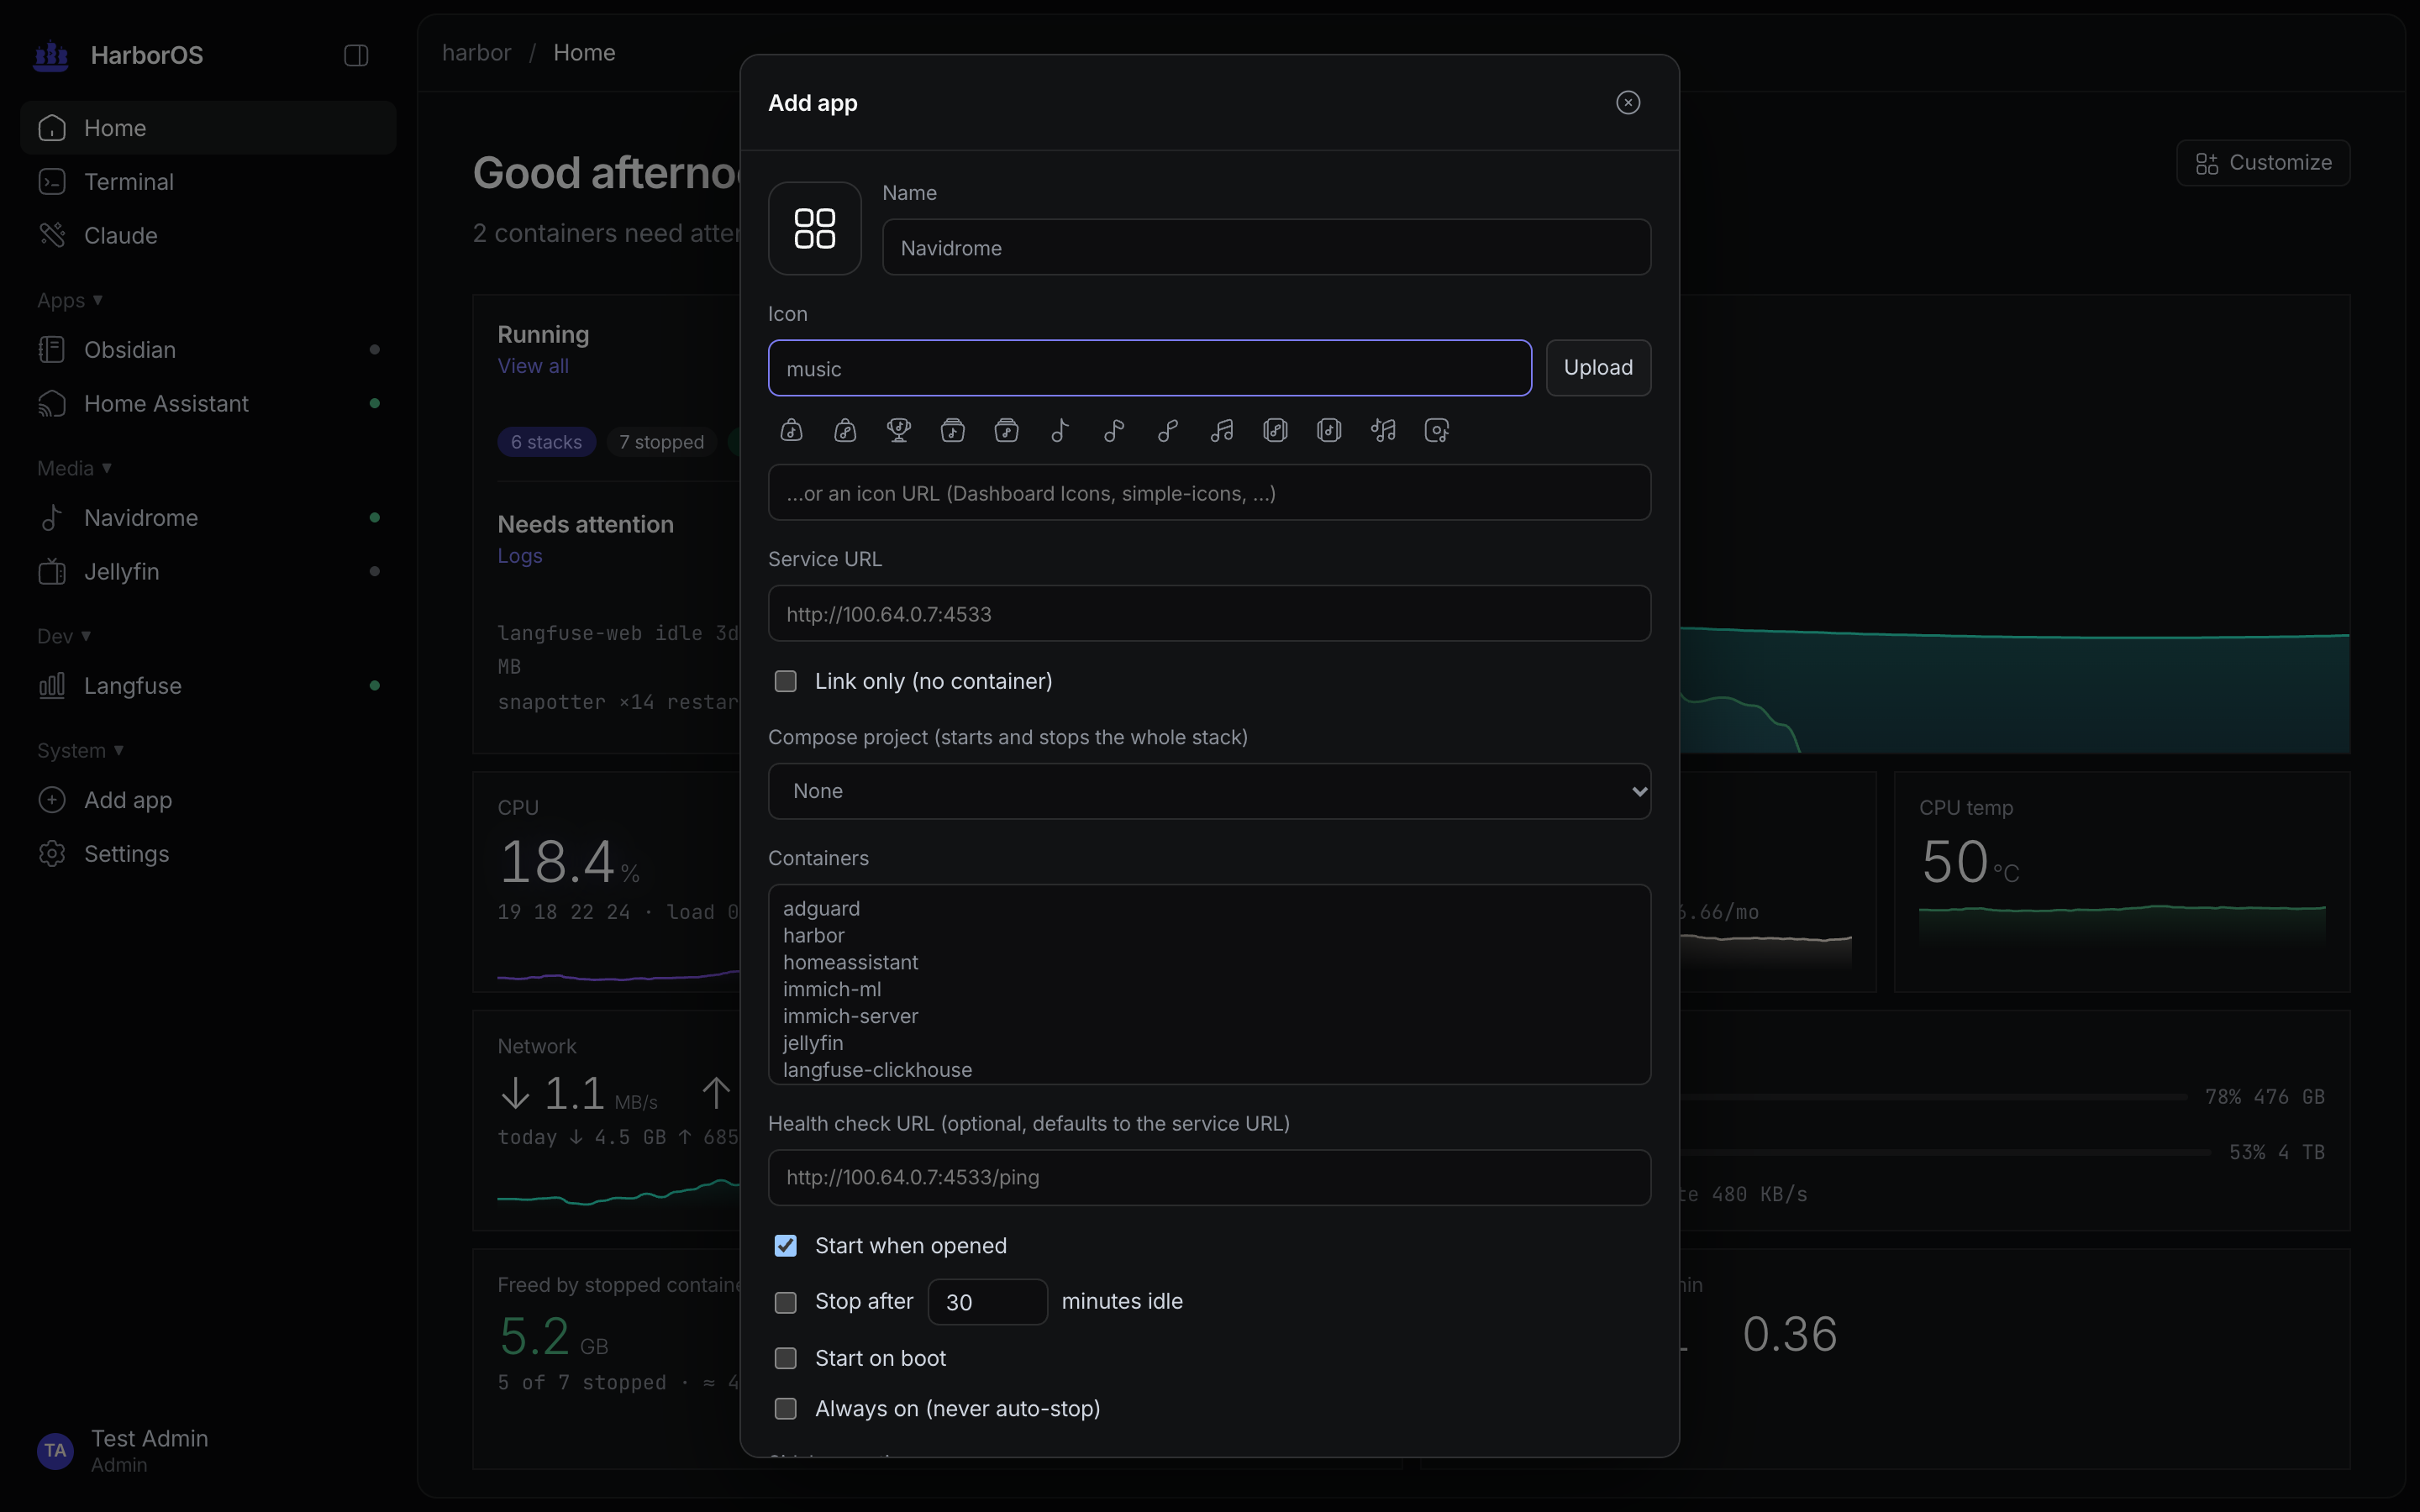 HarborOS
Home
Terminal
Claude
Apps ▾
Obsidian
Home Assistant
Media ▾
Navidrome
Jellyfin
Dev ▾
Langfuse
System ▾
Add app
Settings
TA
Test Admin
Admin
harbor / Home
Good afterno
2 containers need atte
Customize
Running
View all
6 stacks
7 stopped
Needs attention
Logs
langfuse-web idle 3d
MB
snapotter ×14 restar
CPU
18.4 %
19 18 22 24 · load 0
6.66/mo
CPU temp
50 °C
Network
↓ 1.1 MB/s ↑
today ↓ 4.5 GB ↑ 685
78% 476 GB
53% 4 TB
480 KB/s
Freed by stopped containe
5.2 GB
5 of 7 stopped · ≈ 4
0.36
Add app
Name
Navidrome
Icon
music
Upload
...or an icon URL (Dashboard Icons, simple-icons, ...)
Service URL
http://100.64.0.7:4533
Link only (no container)
Compose project (starts and stops the whole stack)
None
Containers
adguard
harbor
homeassistant
immich-ml
immich-server
jellyfin
langfuse-clickhouse
Health check URL (optional, defaults to the service URL)
http://100.64.0.7:4533/ping
Start when opened
Stop after 30 minutes idle
Start on boot
Always on (never auto-stop)